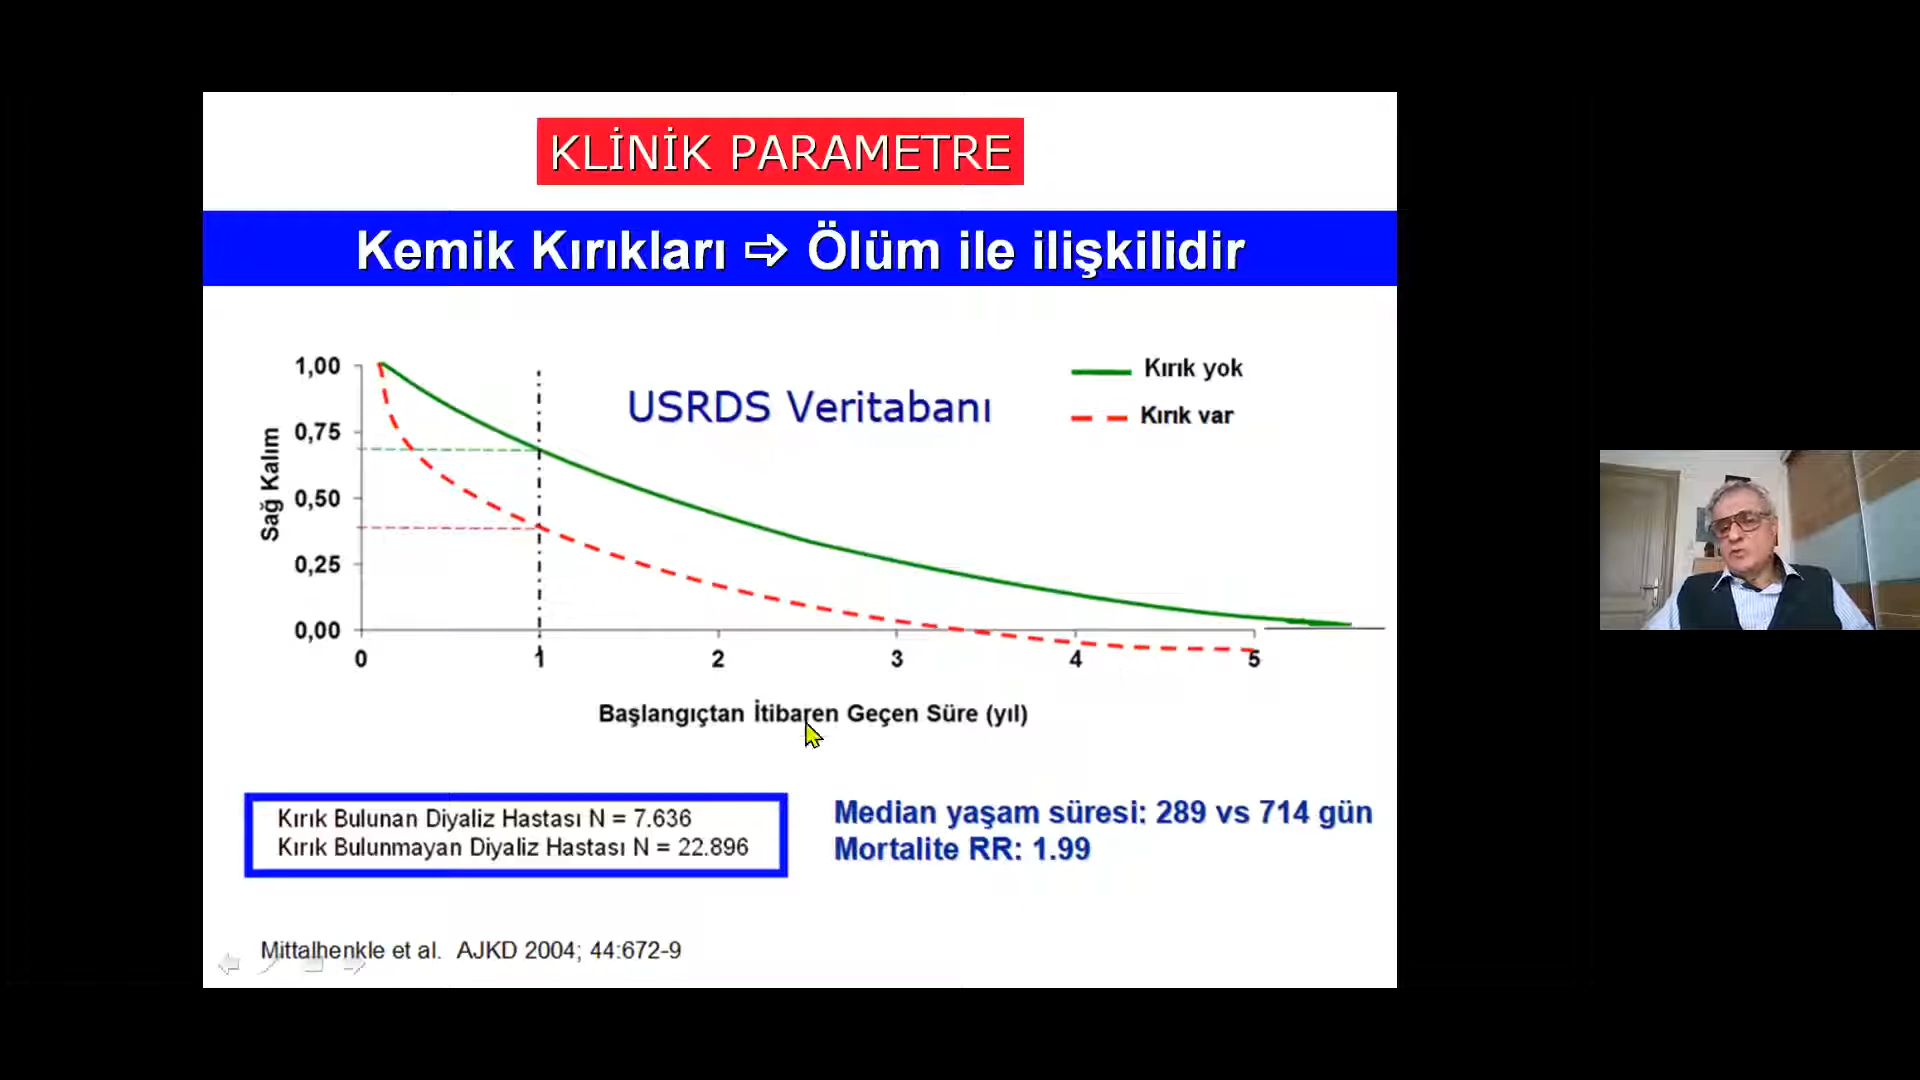 KLİNİK PARAMETRE
Kemik Kırıkları ⇨ Ölüm ile ilişkilidir
USRDS Veritabanı
Kırık yok
Kırık var
Sağ Kalım
1,00
0,75
0,50
0,25
0,00
0 1 2 3 4 5
Başlangıçtan İtibaren Geçen Süre (yıl)
Kırık Bulunan Diyaliz Hastası N = 7.636
Kırık Bulunmayan Diyaliz Hastası N = 22.896
Median yaşam süresi: 289 vs 714 gün
Mortalite RR: 1.99
Mittalhenkle et al.  AJKD 2004; 44:672-9